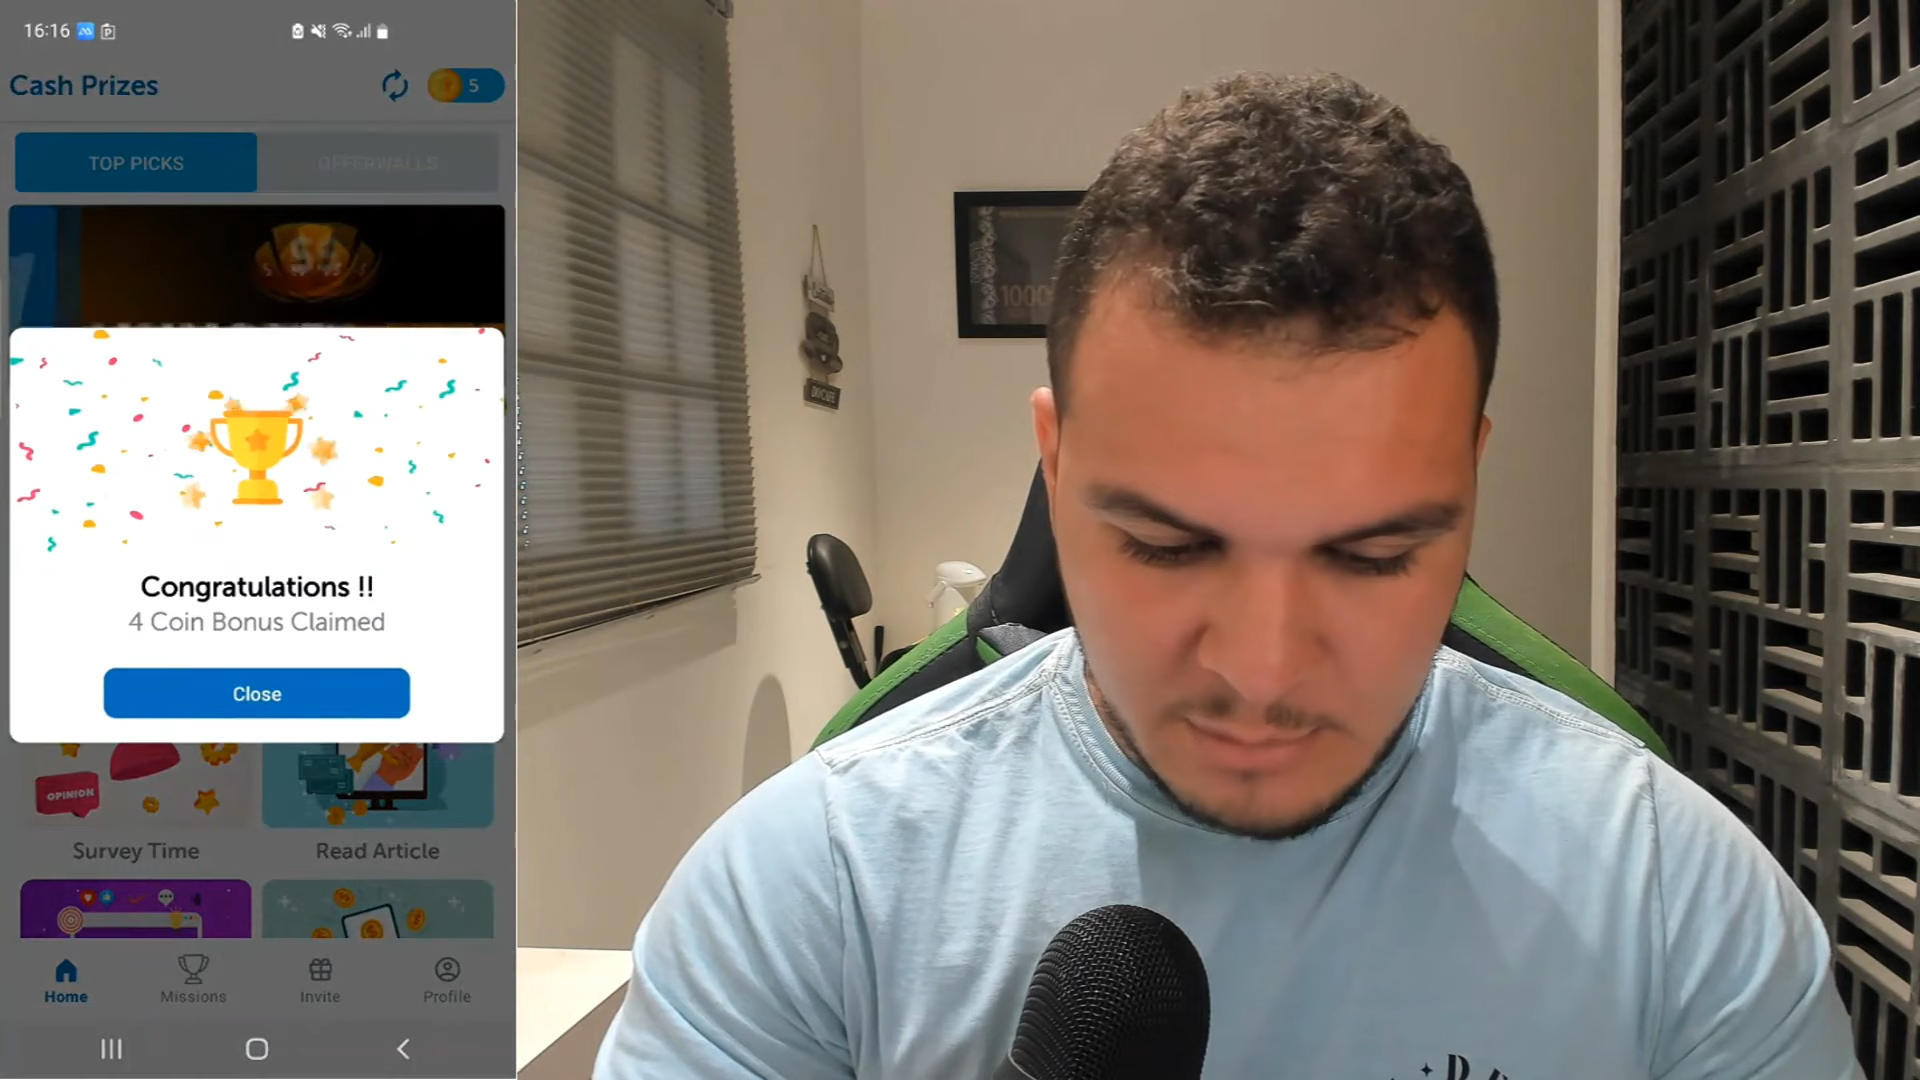 16:16
Cash Prizes
5
TOP PICKS
OFFERWALLS
$$
1000
Congratulations !!
4 Coin Bonus Claimed
Close
OPINION
Survey Time
Read Article
Home
Missions
Invite
Profile